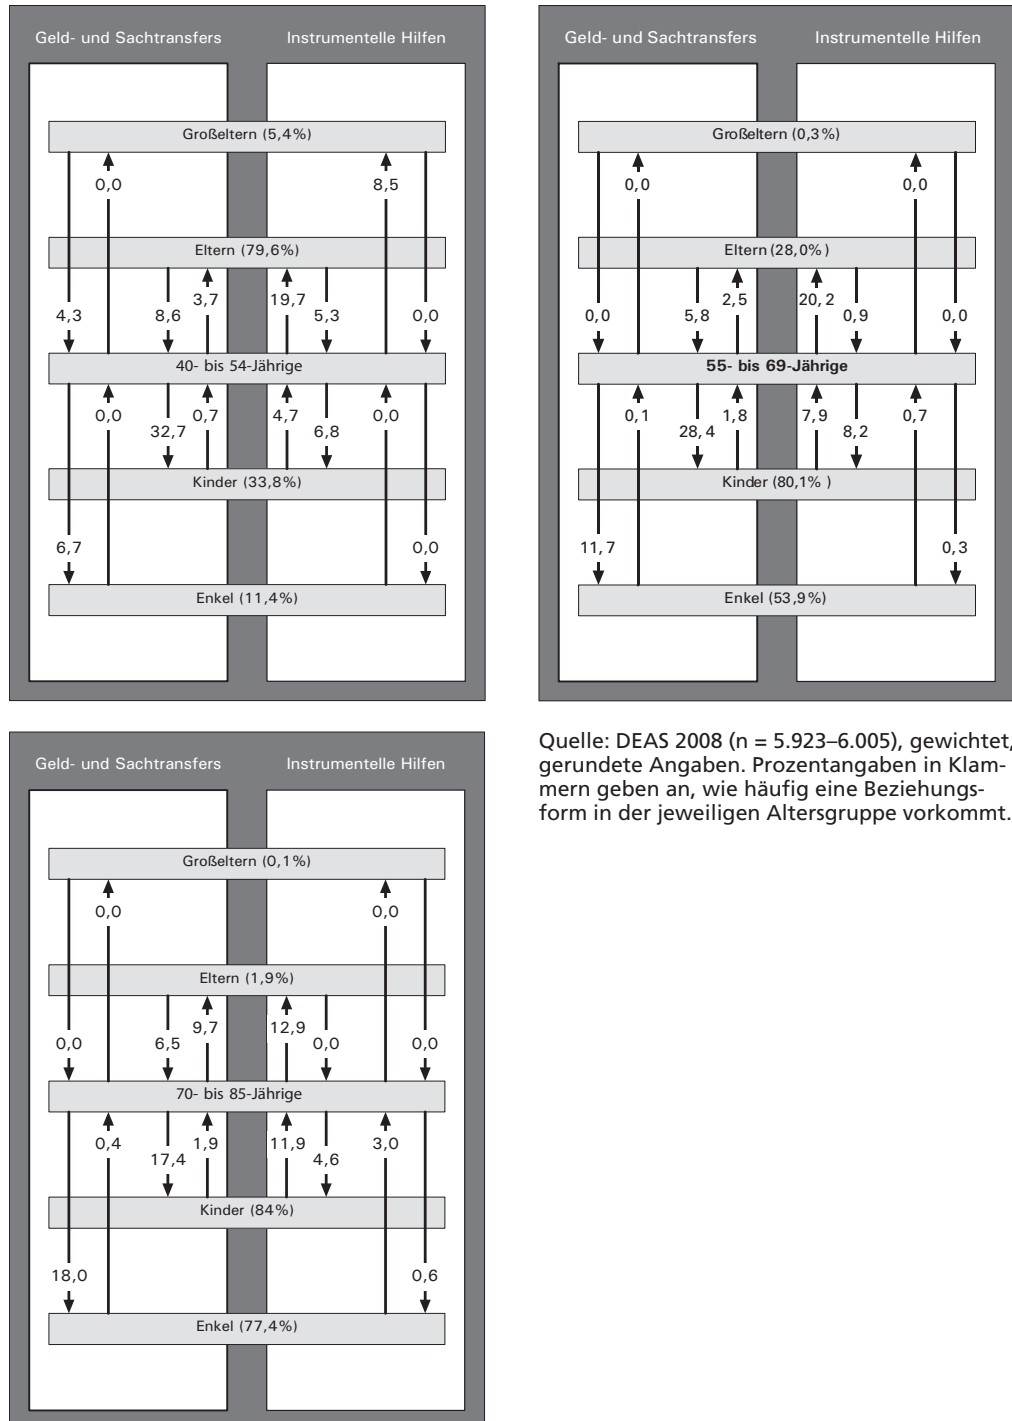 Geld- und Sachtransfers Instrumentelle Hilfen
Großeltern (5,4%)
0,0 8,5
Eltern (79,6%)
4,3 8,6 3,7 19,7 5,3 0,0
40- bis 54-Jährige
0,0 32,7 0,7 4,7 6,8 0,0
Kinder (33,8%)
6,7 0,0
Enkel (11,4%)
Geld- und Sachtransfers Instrumentelle Hilfen
Großeltern (0,3%)
0,0 0,0
Eltern (28,0% )
0,0 5,8 2,5 20,2 0,9 0,0
55- bis 69-Jährige
0,1 28,4 1,8 7,9 8,2 0,7
Kinder (80,1% )
11,7 0,3
Enkel (53,9%)
Geld- und Sachtransfers Instrumentelle Hilfen
Großeltern (0,1%)
0,0 0,0
Eltern (1,9%)
0,0 6,5 9,7 12,9 0,0 0,0
70- bis 85-Jährige
0,4 17,4 1,9 11,9 4,6 3,0
Kinder (84%)
18,0 0,6
Enkel (77,4%)
Quelle: DEAS 2008 (n = 5.923–6.005), gewichtet,
gerundete Angaben. Prozentangaben in Klam-
mern geben an, wie häufig eine Beziehungs-
form in der jeweiligen Altersgruppe vorkommt.